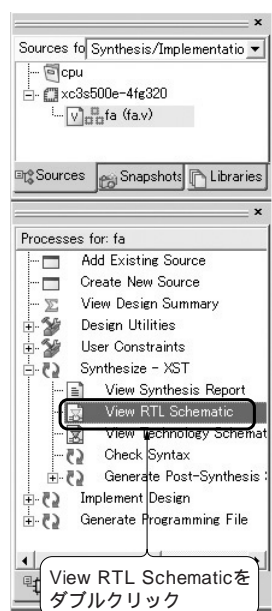 Sources fo Synthesis/Implementatio
cpu
xc3s500e-4fg320
fa (fa.v)
Sources Snapshots Libraries
Processes for: fa
Add Existing Source
Create New Source
View Design Summary
Design Utilities
User Constraints
Synthesize - XST
View Synthesis Report
View RTL Schematic
View Technology Schemat
Check Syntax
Generate Post-Synthesis
Implement Design
Generate Programming File
View RTL Schematicを
ダブルクリック